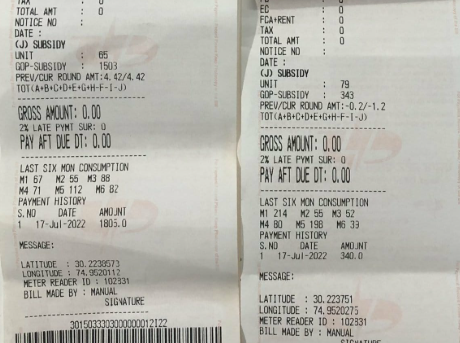 TAX : 0
TOTAL AMT : 0
NOTICE NO :
DATE :
(J) SUBSIDY
UNIT : 65
GOP-SUBSIDY : 1503
PREV/CUR ROUND AMT:4.42/4.42
TOT(A+B+C+D+E+G+H-F-I-J)
GROSS AMOUNT: 0.00
2% LATE PYMT SUR: 0
PAY AFT DUE DT: 0.00
LAST SIX MON CONSUMPTION
M1 67 M2 55 M3 88
M4 71 M5 112 M6 82
PAYMENT HISTORY
S.NO DATE AMOUNT
1 17-Jul-2022 1805.0
MESSAGE:
LATITUDE : 30.2238573
LONGITUDE : 74.9520112
METER READER ID : 102831
BILL MADE BY : MANUAL
SIGNATURE
EC : 0
FCA+RENT : 0
TAX : 0
TOTAL AMT : 0
NOTICE NO :
DATE :
(J) SUBSIDY
UNIT : 79
GOP-SUBSIDY : 343
PREV/CUR ROUND AMT:-0.2/-1.2
TOT(A+B+C+D+E+G+H-F-I-J)
GROSS AMOUNT: 0.00
2% LATE PYMT SUR: 0
PAY AFT DUE DT: 0.00
LAST SIX MON CONSUMPTION
M1 214 M2 55 M3 52
M4 80 M5 198 M6 39
PAYMENT HISTORY
S.NO DATE AMOUNT
1 17-Jul-2022 340.0
MESSAGE:
LATITUDE : 30.223751
LONGITUDE : 74.9520275
METER READER ID : 102831
BILL MADE BY : MANUAL